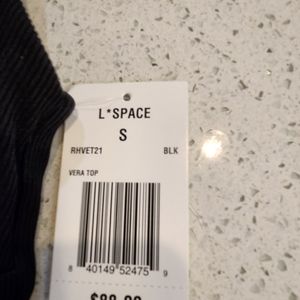 L*SPACE
S
RHVET21 BLK
VERA TOP
8 40149 52475 9